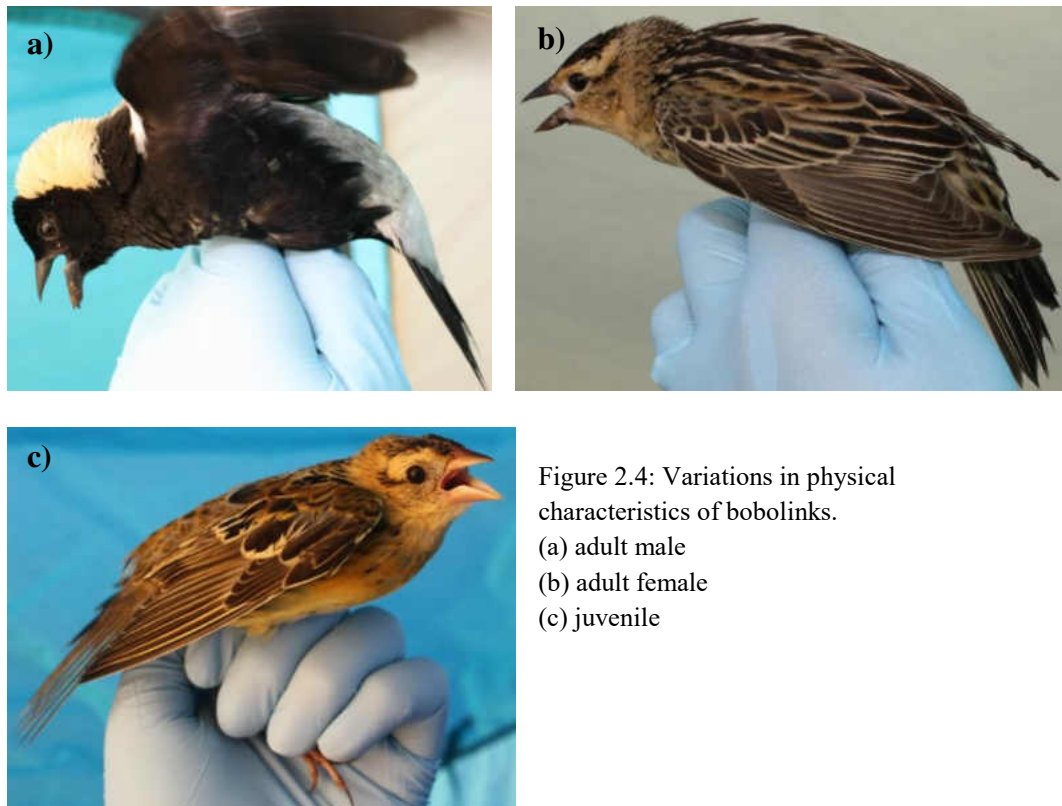 a)
b)
c)
Figure 2.4: Variations in physical
characteristics of bobolinks.
(a) adult male
(b) adult female
(c) juvenile